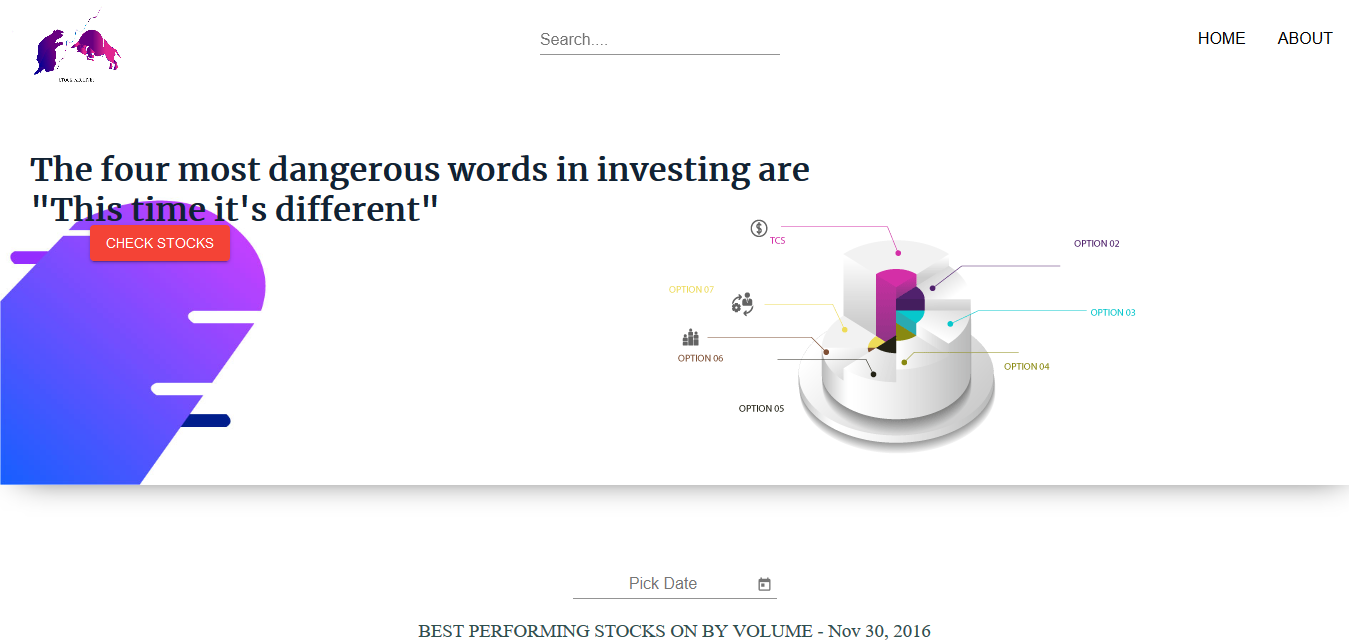 Search....
HOME
ABOUT
The four most dangerous words in investing are
"This time it's different"
CHECK STOCKS
TCS
OPTION 02
OPTION 07
OPTION 03
OPTION 06
OPTION 04
OPTION 05
Pick Date
BEST PERFORMING STOCKS ON BY VOLUME - Nov 30, 2016